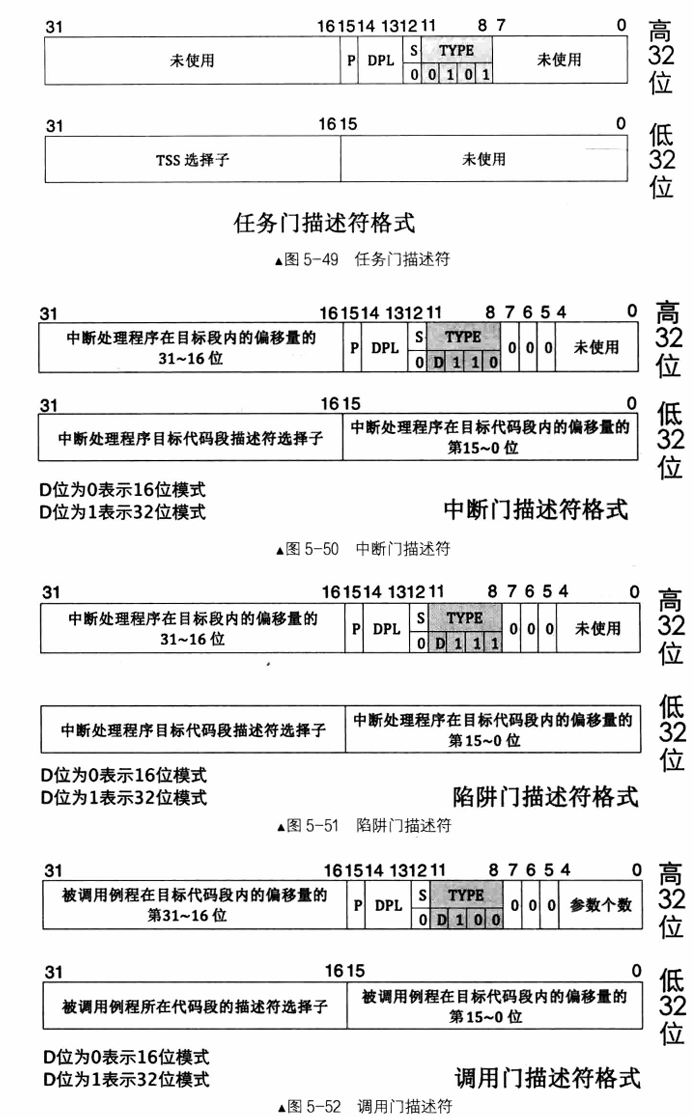 31 16 15 14 13 12 11 8 7 0
未使用 P DPL S TYPE 未使用
0 0 1 0 1
高32位
31 16 15 0
TSS 选择子 未使用
低32位
任务门描述符格式
▲图 5-49 任务门描述符
31 16 15 14 13 12 11 8 7 6 5 4 0
中断处理程序在目标段内的偏移量的
31~16 位
P DPL S TYPE 0 0 0 未使用
0 D 1 1 0
高32位
31 16 15 0
中断处理程序目标代码段描述符选择子
中断处理程序在目标代码段内的偏移量的
第15~0 位
低32位
D位为0表示16位模式
D位为1表示32位模式
中断门描述符格式
▲图 5-50 中断门描述符
31 16 15 14 13 12 11 8 7 6 5 4 0
中断处理程序在目标段内的偏移量的
31~16 位
P DPL S TYPE 0 0 0 未使用
0 D 1 1 1
高32位
中断处理程序目标代码段描述符选择子
中断处理程序在目标代码段内的偏移量的
第15~0 位
低32位
D位为0表示16位模式
D位为1表示32位模式
陷阱门描述符格式
▲图 5-51 陷阱门描述符
31 16 15 14 13 12 11 8 7 6 5 4 0
被调用例程在目标代码段内的偏移量的
第31~16 位
P DPL S TYPE 0 0 0 参数个数
0 D 1 0 0
高32位
31 16 15 0
被调用例程所在代码段的描述符选择子
被调用例程在目标代码段内的偏移量的
第15~0 位
低32位
D位为0表示16位模式
D位为1表示32位模式
调用门描述符格式
▲图 5-52 调用门描述符